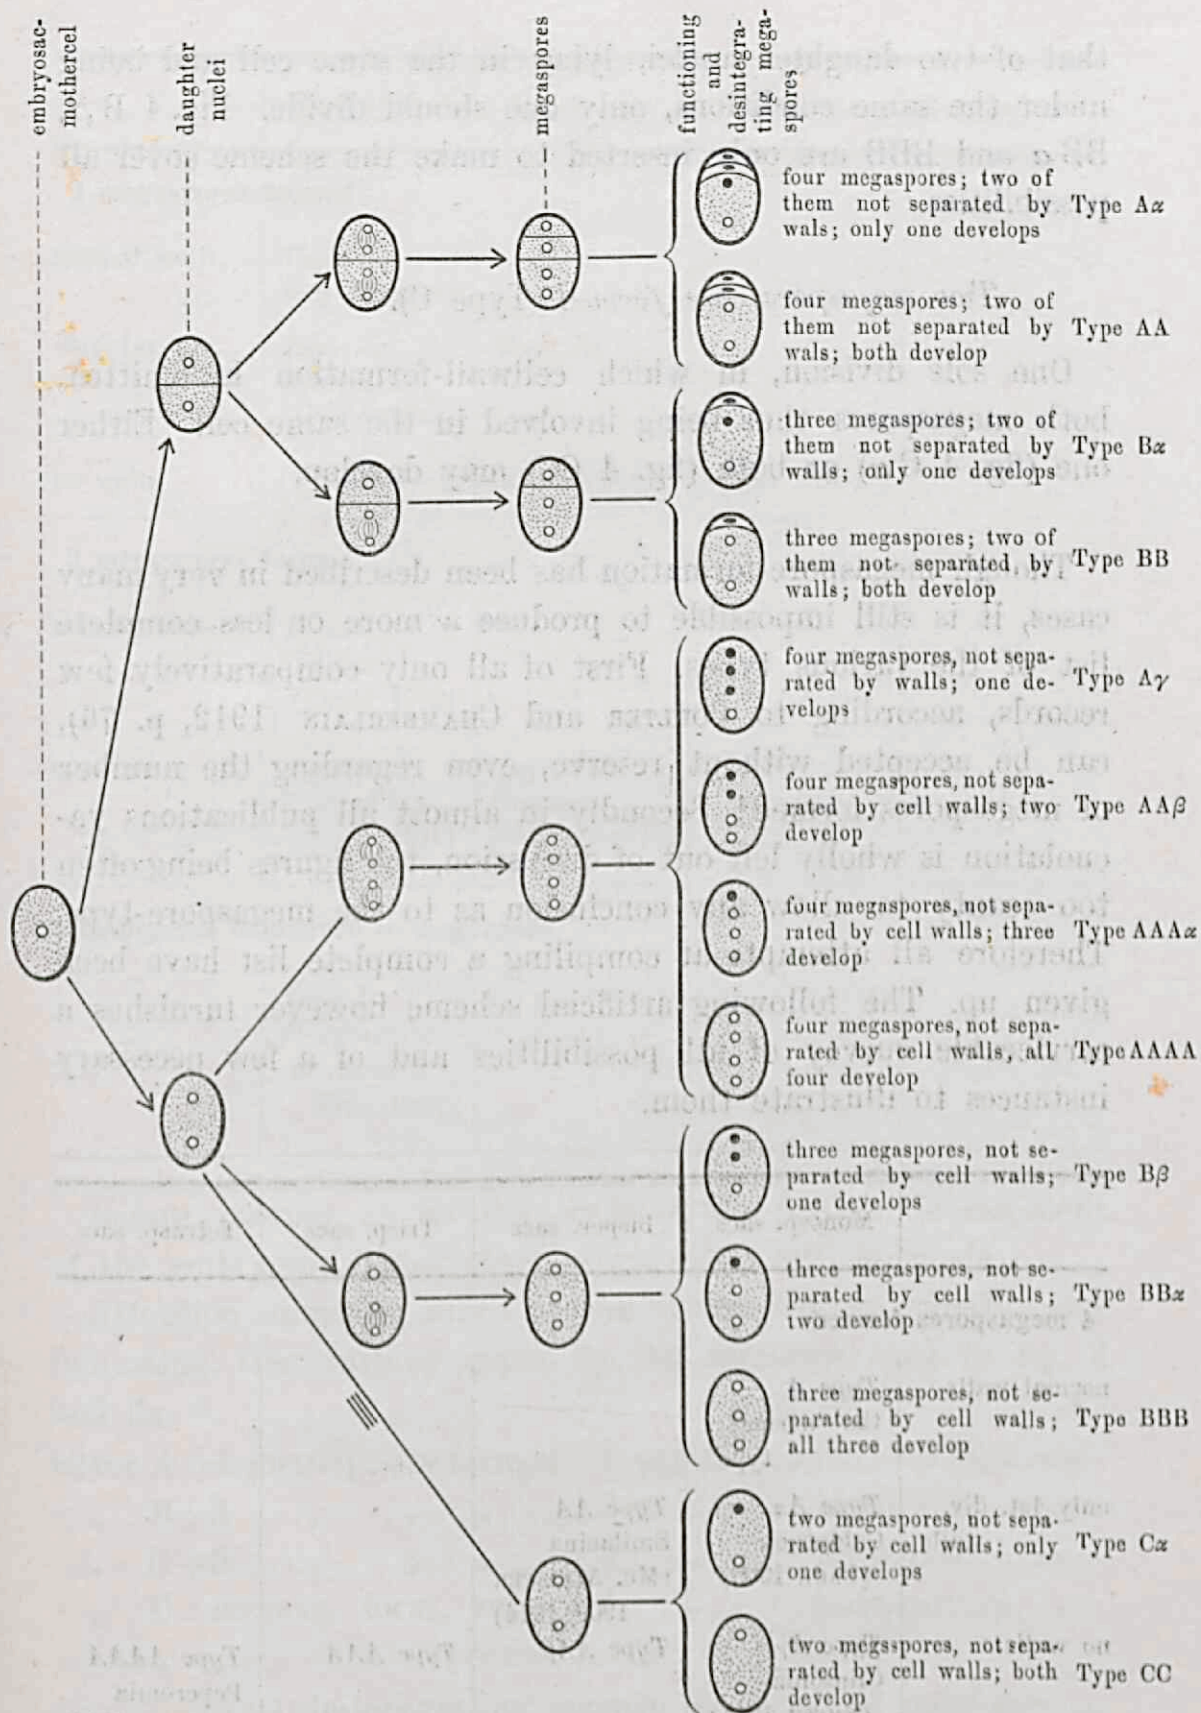 embryosac-
mothercel
daughter
nuclei
megaspores
functioning
and
desintegra-
ting mega-
spores
four megaspores; two of
them not separated by Type Aα
wals; only one develops
four megaspores; two of
them not separated by Type AA
wals; both develop
three megaspores; two of
them not separated by Type Bα
walls; only one develops
three megaspores; two of
them not separated by Type BB
walls; both develop
four megaspores, not sepa-
rated by walls; one de- Type Aγ
velops
four megaspores, not sepa-
rated by cell walls; two Type AAβ
develop
four megaspores, not sepa-
rated by cell walls; three Type AAAα
develop
four megaspores, not sepa-
rated by cell walls, all Type AAAA
four develop
three megaspores, not se-
parated by cell walls; Type Bβ
one develops
three megaspores, not se-
parated by cell walls; Type BBα
two develop
three megaspores, not se-
parated by cell walls; Type BBB
all three develop
two megaspores, not sepa-
rated by cell walls; only Type Cα
one develops
two megsspores, not sepa-
rated by cell walls; both Type CC
develop